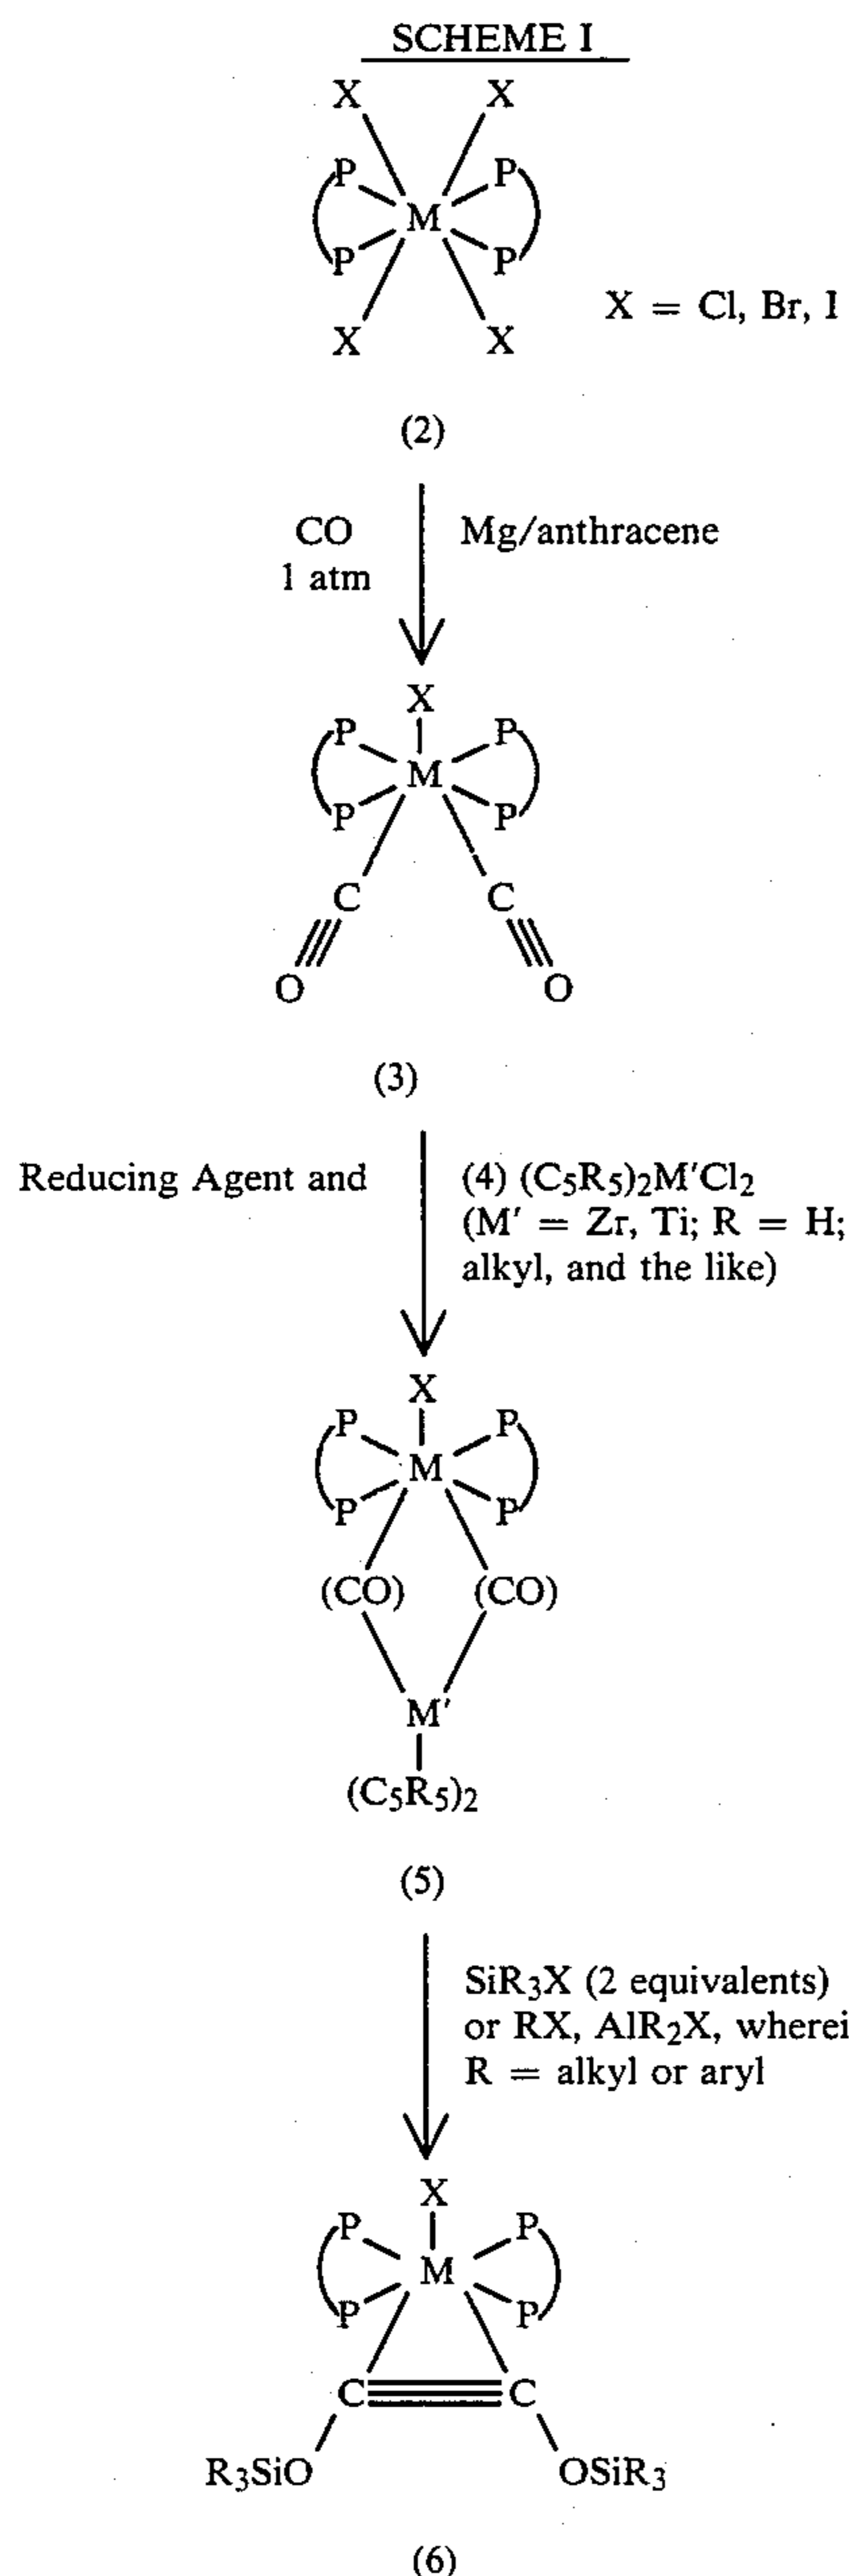 SCHEME I
X X
P P
M
P P
X = Cl, Br, I
X X
(2)
CO Mg/anthracene
1 atm
X
P P
M
P P
C C
O O
(3)
Reducing Agent and (4) (C5R5)2M'Cl2
(M' = Zr, Ti; R = H;
alkyl, and the like)
X
P P
M
P P
(CO) (CO)
M'
(C5R5)2
(5)
SiR3X (2 equivalents)
or RX, AlR2X, wherei
R = alkyl or aryl
X
P P
M
P P
C C
R3SiO OSiR3
(6)